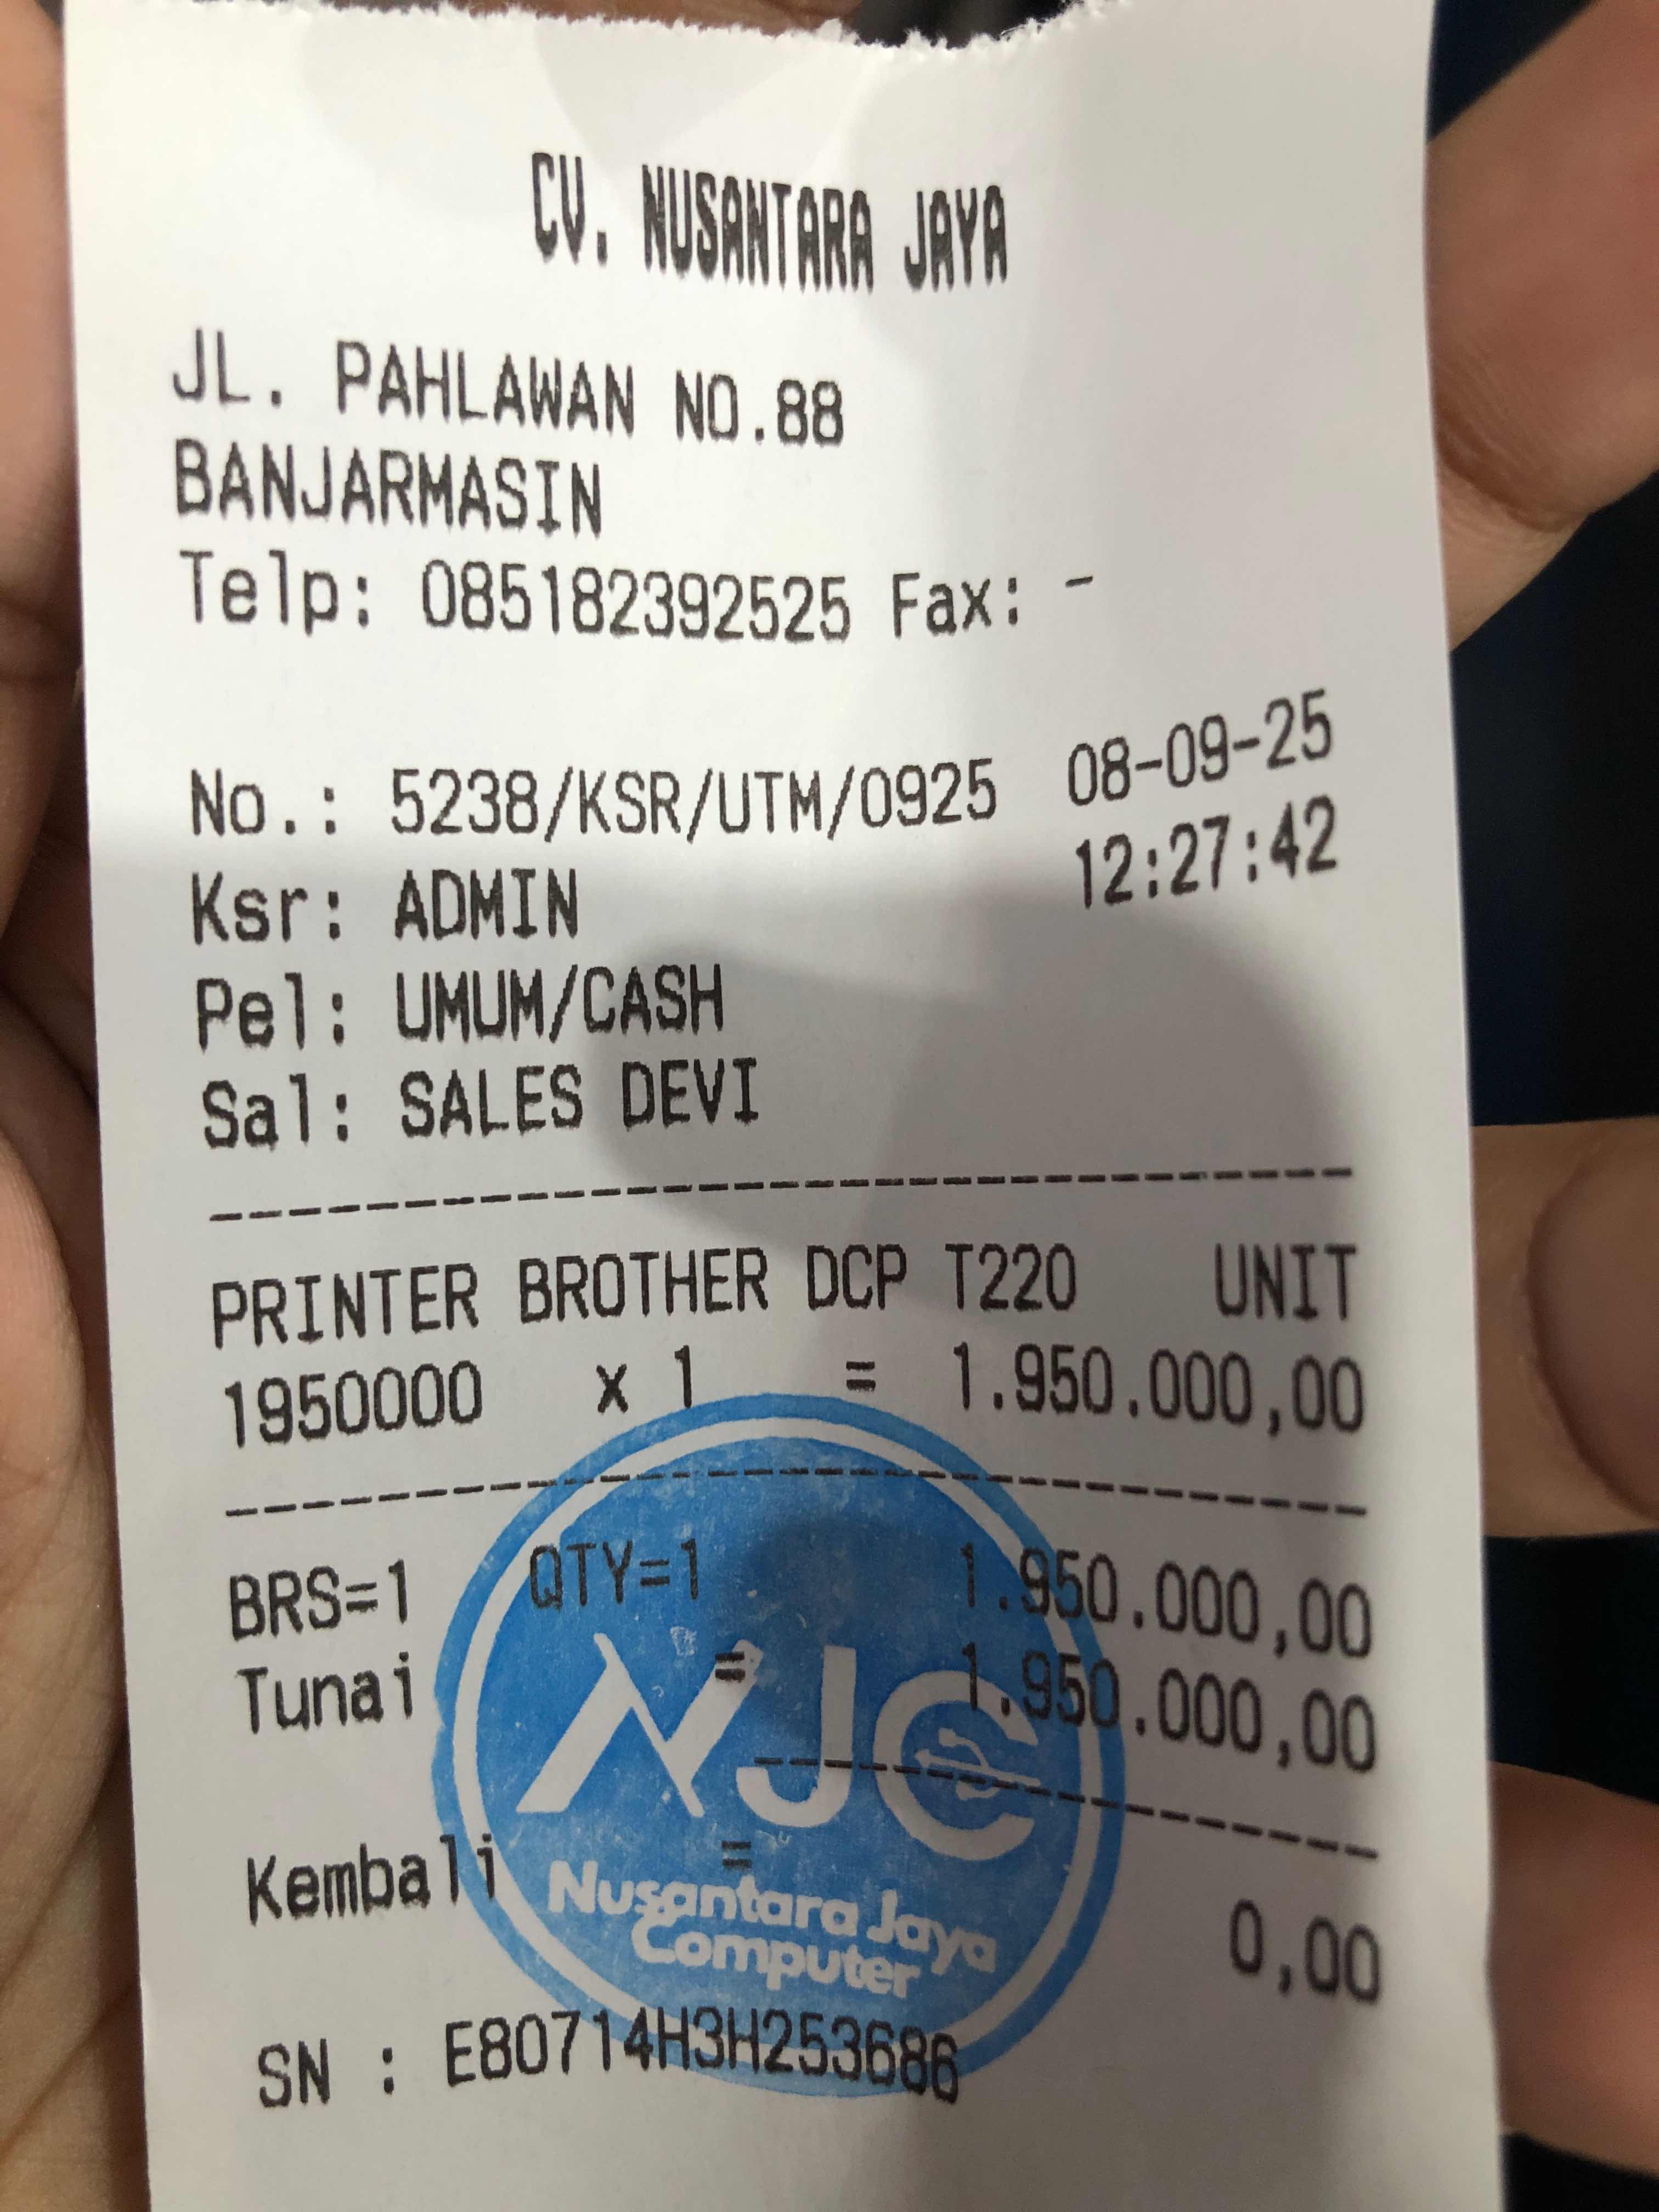 CV. NUSANTARA JAYA
JL. PAHLAWAN NO.88
BANJARMASIN
Telp: 085182392525 Fax: -
No.: 5238/KSR/UTM/0925 08-09-25
Ksr: ADMIN 12:27:42
Pel: UMUM/CASH
Sal: SALES DEVI
--------------------------------
PRINTER BROTHER DCP T220 UNIT
1950000 x 1 = 1.950.000,00
--------------------------------
BRS=1 QTY=1 1.950.000,00
Tunai = 1.950.000,00
----------------
Kembali = 0,00
NJC
Nusantara Jaya
Computer
SN : E80714H3H253686